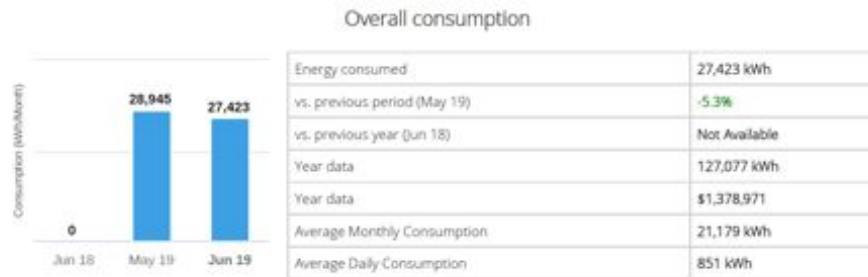 Overall consumption
Consumption (kWh/Month)
28,945
27,423
0
Jun 18 May 19 Jun 19
Energy consumed 27,423 kWh
vs. previous period (May 19) -5.3%
vs. previous year (Jun 18) Not Available
Year data 127,077 kWh
Year data $1,378,971
Average Monthly Consumption 21,179 kWh
Average Daily Consumption 851 kWh